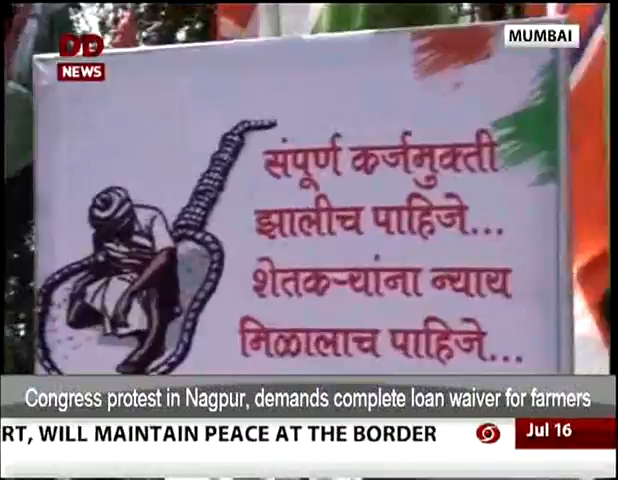 DD
NEWS
MUMBAI
संपूर्ण कर्जमुक्ती
झालीच पाहिजे...
शेतकऱ्यांना न्याय
मिळालाच पाहिजे...
Congress protest in Nagpur, demands complete loan waiver for farmers
RT, WILL MAINTAIN PEACE AT THE BORDER
Jul 16